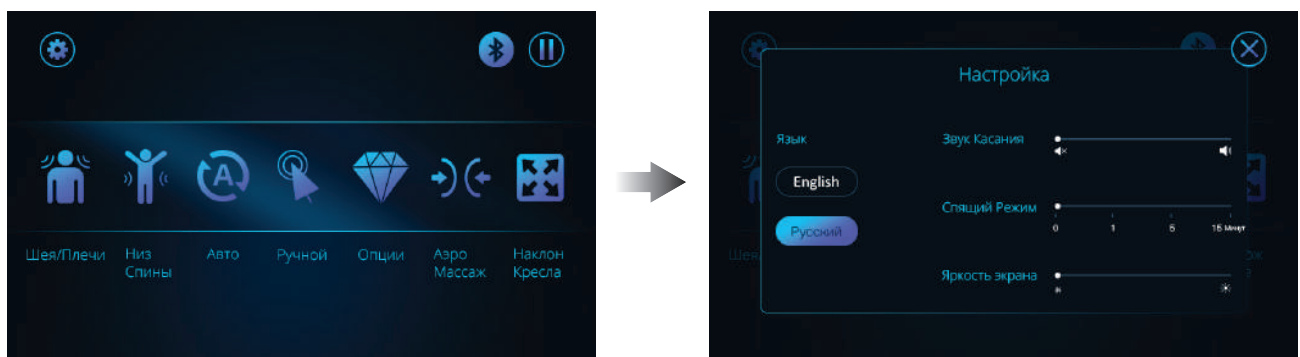 Шея/Плечи
Низ
Спины
Авто
Ручной
Опции
Аэро
Массаж
Наклон
Кресла
Настройка
Язык
English
Русский
Звук Касания
Спящий Режим
0 1 5 15 Минут
Яркость экрана